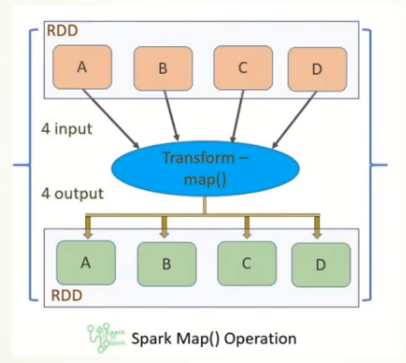 RDD
A B C D
4 input
Transform –
map()
4 output
A B C D
RDD
Spark Map() Operation